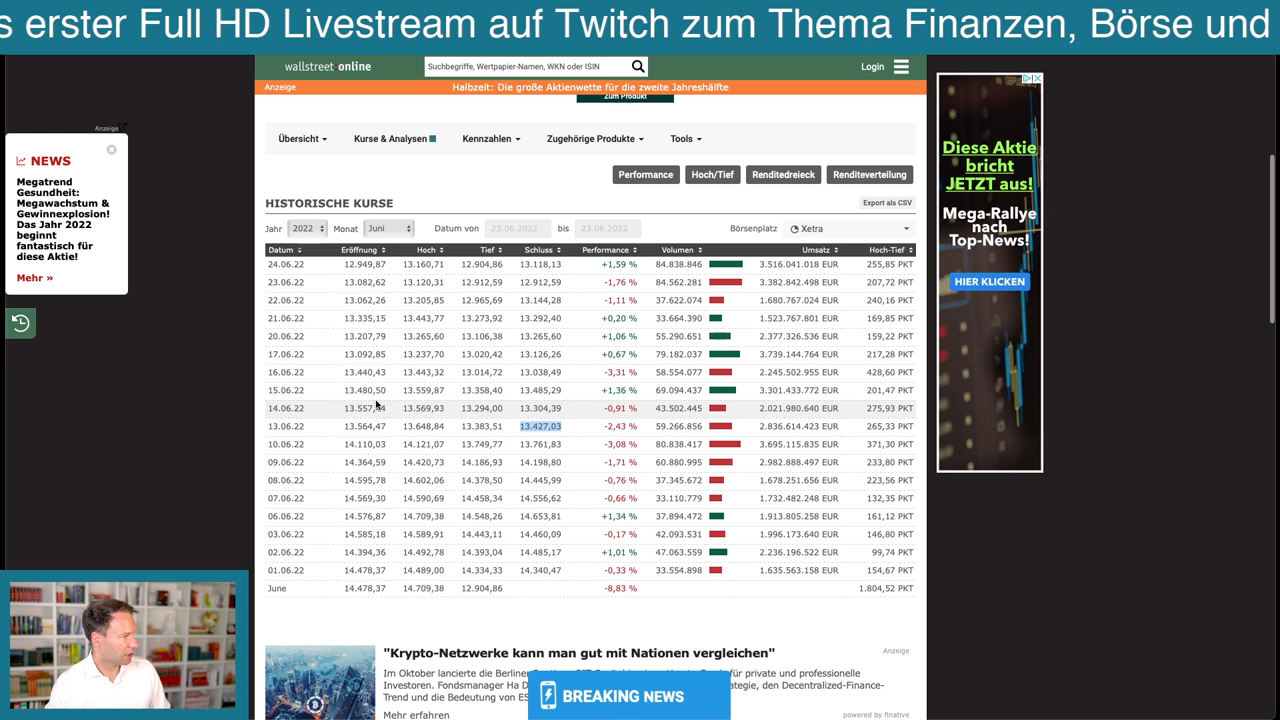 s erster Full HD Livestream auf Twitch zum Thema Finanzen, Börse und
wallstreet online
Suchbegriffe, Wertpapier-Namen, WKN oder ISIN
Login
Anzeige
Halbzeit: Die große Aktienwette für die zweite Jahreshälfte
Zum Produkt
Anzeige
NEWS
Megatrend
Gesundheit:
Megawachstum &
Gewinnexplosion!
Das Jahr 2022
beginnt
fantastisch für
diese Aktie!
Mehr »
Übersicht Kurse & Analysen Kennzahlen Zugehörige Produkte Tools
Performance Hoch/Tief Renditedreieck Renditeverteilung
HISTORISCHE KURSE
Export als CSV
Jahr 2022 Monat Juni Datum von 23.06.2022 bis 23.06.2022 Börsenplatz Xetra
Datum Eröffnung Hoch Tief Schluss Performance Volumen Umsatz Hoch-Tief
24.06.22 12.949,87 13.160,71 12.904,86 13.118,13 +1,59 % 84.838.846 3.516.041.018 EUR 255,85 PKT
23.06.22 13.082,62 13.120,31 12.912,59 12.912,59 -1,76 % 84.562.281 3.382.842.498 EUR 207,72 PKT
22.06.22 13.062,26 13.205,85 12.965,69 13.144,28 -1,11 % 37.622.074 1.680.767.024 EUR 240,16 PKT
21.06.22 13.335,15 13.443,77 13.273,92 13.292,40 +0,20 % 33.664.390 1.523.767.801 EUR 169,85 PKT
20.06.22 13.207,79 13.265,60 13.106,38 13.265,60 +1,06 % 55.290.651 2.377.326.536 EUR 159,22 PKT
17.06.22 13.092,85 13.237,70 13.020,42 13.126,26 +0,67 % 79.182.037 3.739.144.764 EUR 217,28 PKT
16.06.22 13.440,43 13.443,32 13.014,72 13.038,49 -3,31 % 58.554.077 2.245.502.955 EUR 428,60 PKT
15.06.22 13.480,50 13.559,87 13.358,40 13.485,29 +1,36 % 69.094.437 3.301.433.772 EUR 201,47 PKT
14.06.22 13.569,93 13.294,00 13.304,39 -0,91 % 43.502.445 2.021.980.640 EUR 275,93 PKT
13.06.22 13.564,47 13.648,84 13.383,51 13.427,03 -2,43 % 59.266.856 2.836.614.423 EUR 265,33 PKT
10.06.22 14.110,03 14.121,07 13.749,77 13.761,83 -3,08 % 80.838.417 3.695.115.835 EUR 371,30 PKT
09.06.22 14.364,59 14.420,73 14.186,93 14.198,80 -1,71 % 60.880.995 2.982.888.497 EUR 233,80 PKT
08.06.22 14.595,78 14.602,06 14.378,50 14.445,99 -0,76 % 37.345.672 1.678.251.656 EUR 223,56 PKT
07.06.22 14.569,30 14.590,69 14.458,34 14.556,62 -0,66 % 33.110.779 1.732.482.248 EUR 132,35 PKT
06.06.22 14.576,87 14.709,38 14.548,26 14.653,81 +1,34 % 37.894.472 1.913.805.258 EUR 161,12 PKT
03.06.22 14.585,18 14.589,91 14.443,11 14.460,09 -0,17 % 42.093.531 1.996.173.640 EUR 146,80 PKT
02.06.22 14.394,36 14.492,78 14.393,04 14.485,17 +1,01 % 47.063.559 2.236.196.522 EUR 99,74 PKT
01.06.22 14.478,37 14.489,00 14.334,33 14.340,47 -0,33 % 33.554.898 1.635.563.158 EUR 154,67 PKT
June 14.478,37 14.709,38 12.904,86 -8,83 % 1.804,52 PKT
Diese Aktie
bricht
JETZT aus!
Mega-Rallye
nach
Top-News!
HIER KLICKEN
"Krypto-Netzwerke kann man gut mit Nationen vergleichen"
Anzeige
Im Oktober lancierte die Berliner für private und professionelle
Investoren. Fondsmanager Ha D ategie, den Decentralized-Finance-
Trend und die Bedeutung von ES
BREAKING NEWS
Mehr erfahren
powered by finative